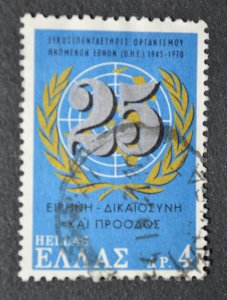 ΕΙΚΟΣΙΠΕΝΤΑΕΤΗΡΙΣ ΟΡΓΑΝΙΣΜΟΥ
ΗΝΩΜΕΝΩΝ ΕΘΝΩΝ (Ο.Η.Ε.) 1945-1970
25
ΕΙΡΗΝΗ - ΔΙΚΑΙΟΣΥΝΗ
ΚΑΙ ΠΡΟΟΔΟΣ
HELLAS
ΕΛΛΑΣ ΔΡ. 4